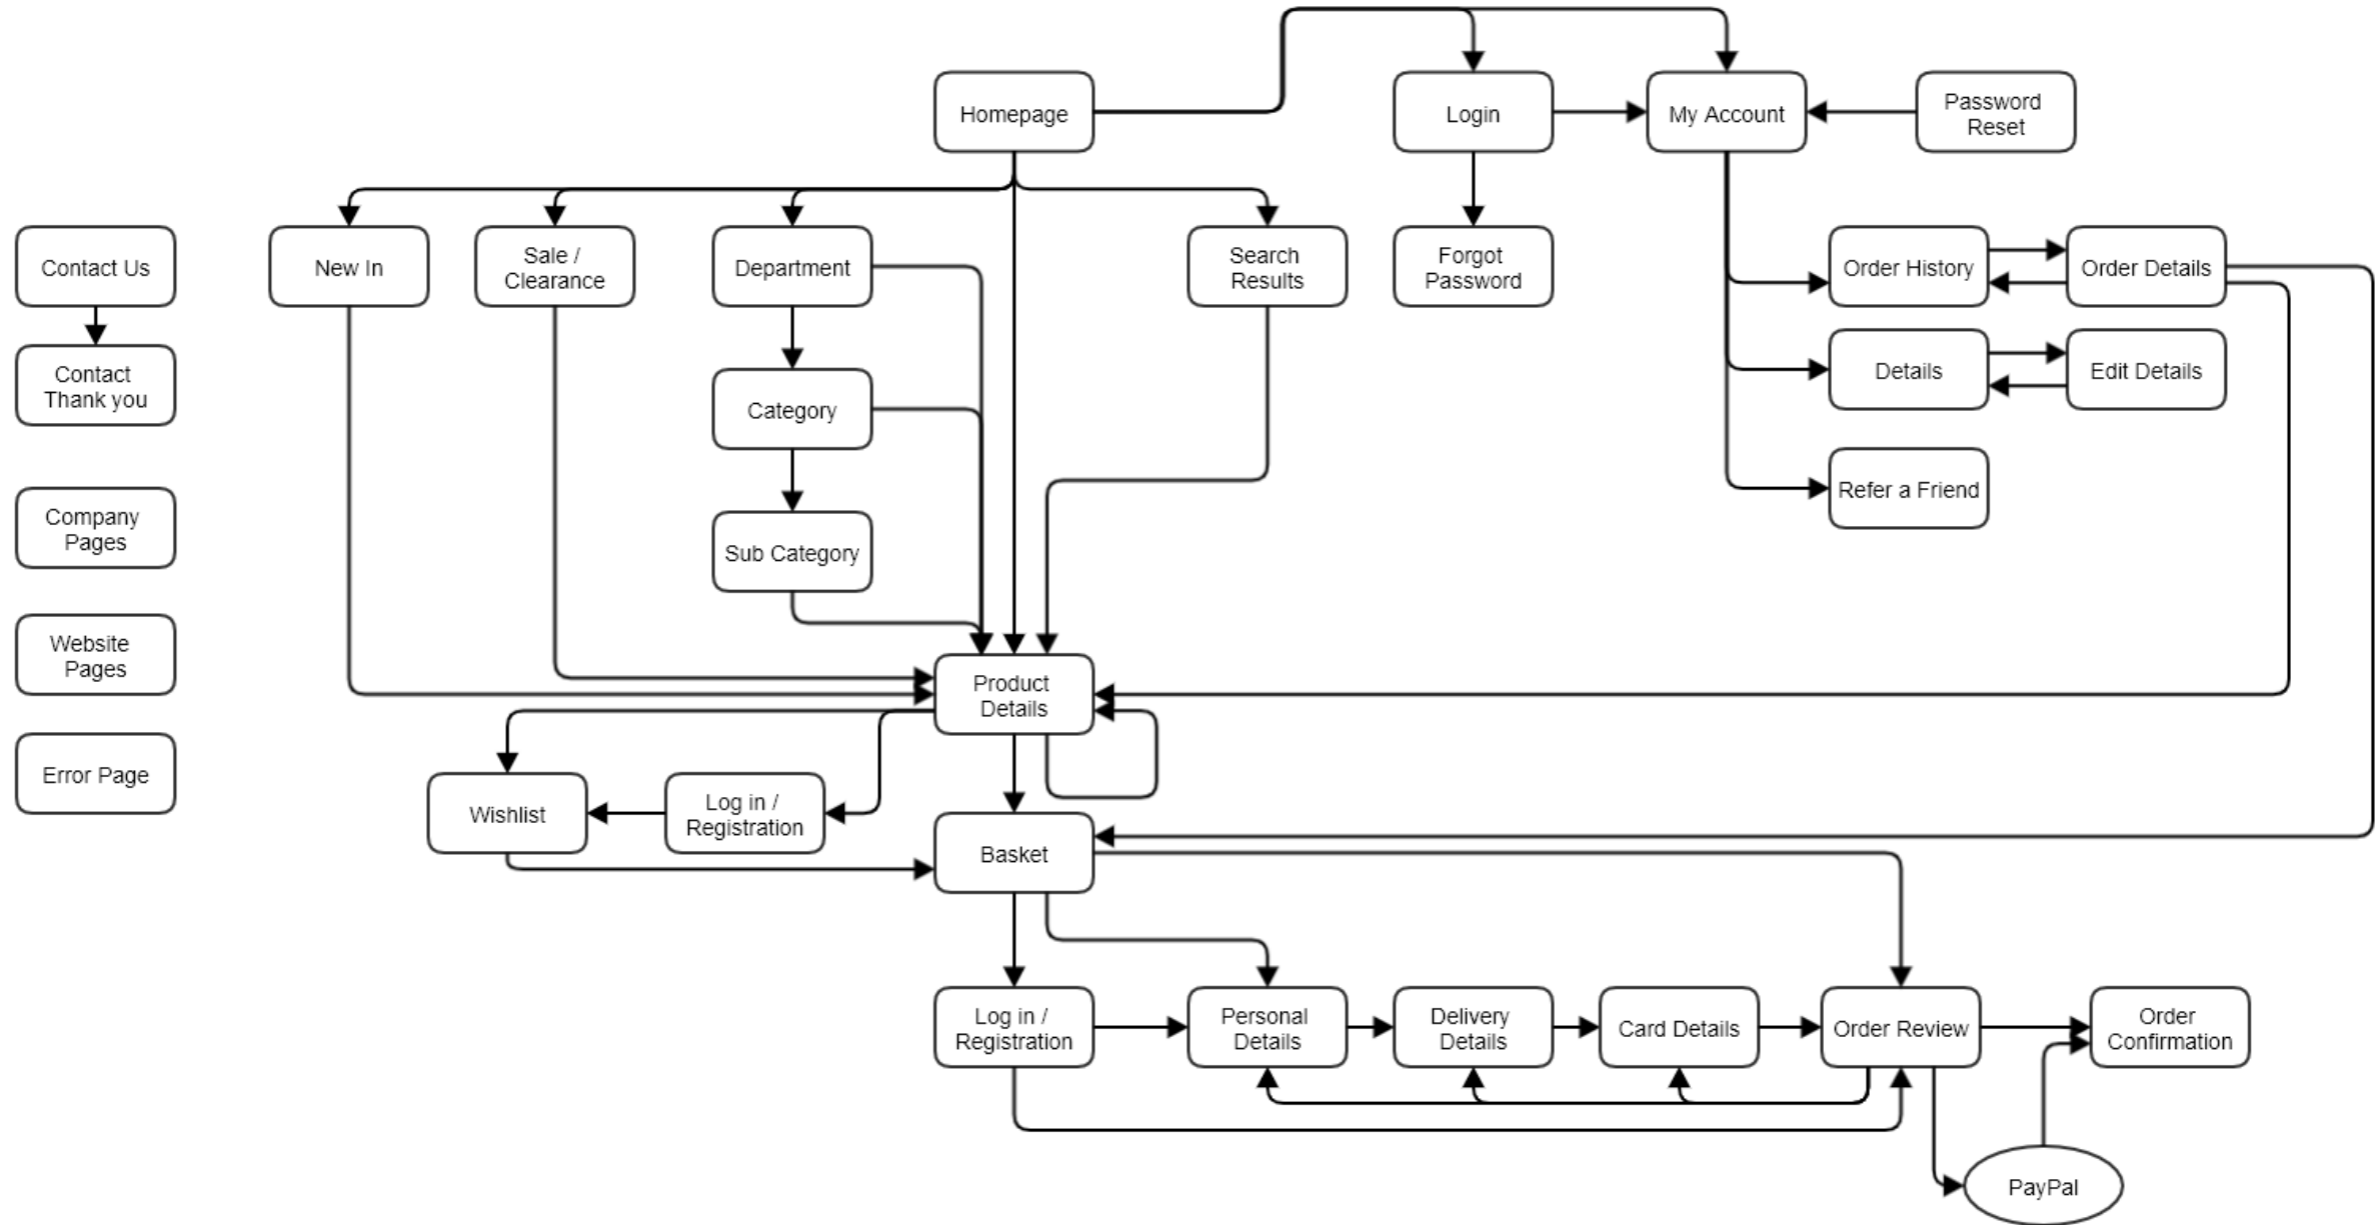 Homepage
Login
My Account
Password
Reset
Contact Us
New In
Sale /
Clearance
Department
Search
Results
Forgot
Password
Order History
Order Details
Contact
Thank you
Category
Details
Edit Details
Company
Pages
Sub Category
Refer a Friend
Website
Pages
Product
Details
Error Page
Wishlist
Log in /
Registration
Basket
Log in /
Registration
Personal
Details
Delivery
Details
Card Details
Order Review
Order
Confirmation
PayPal